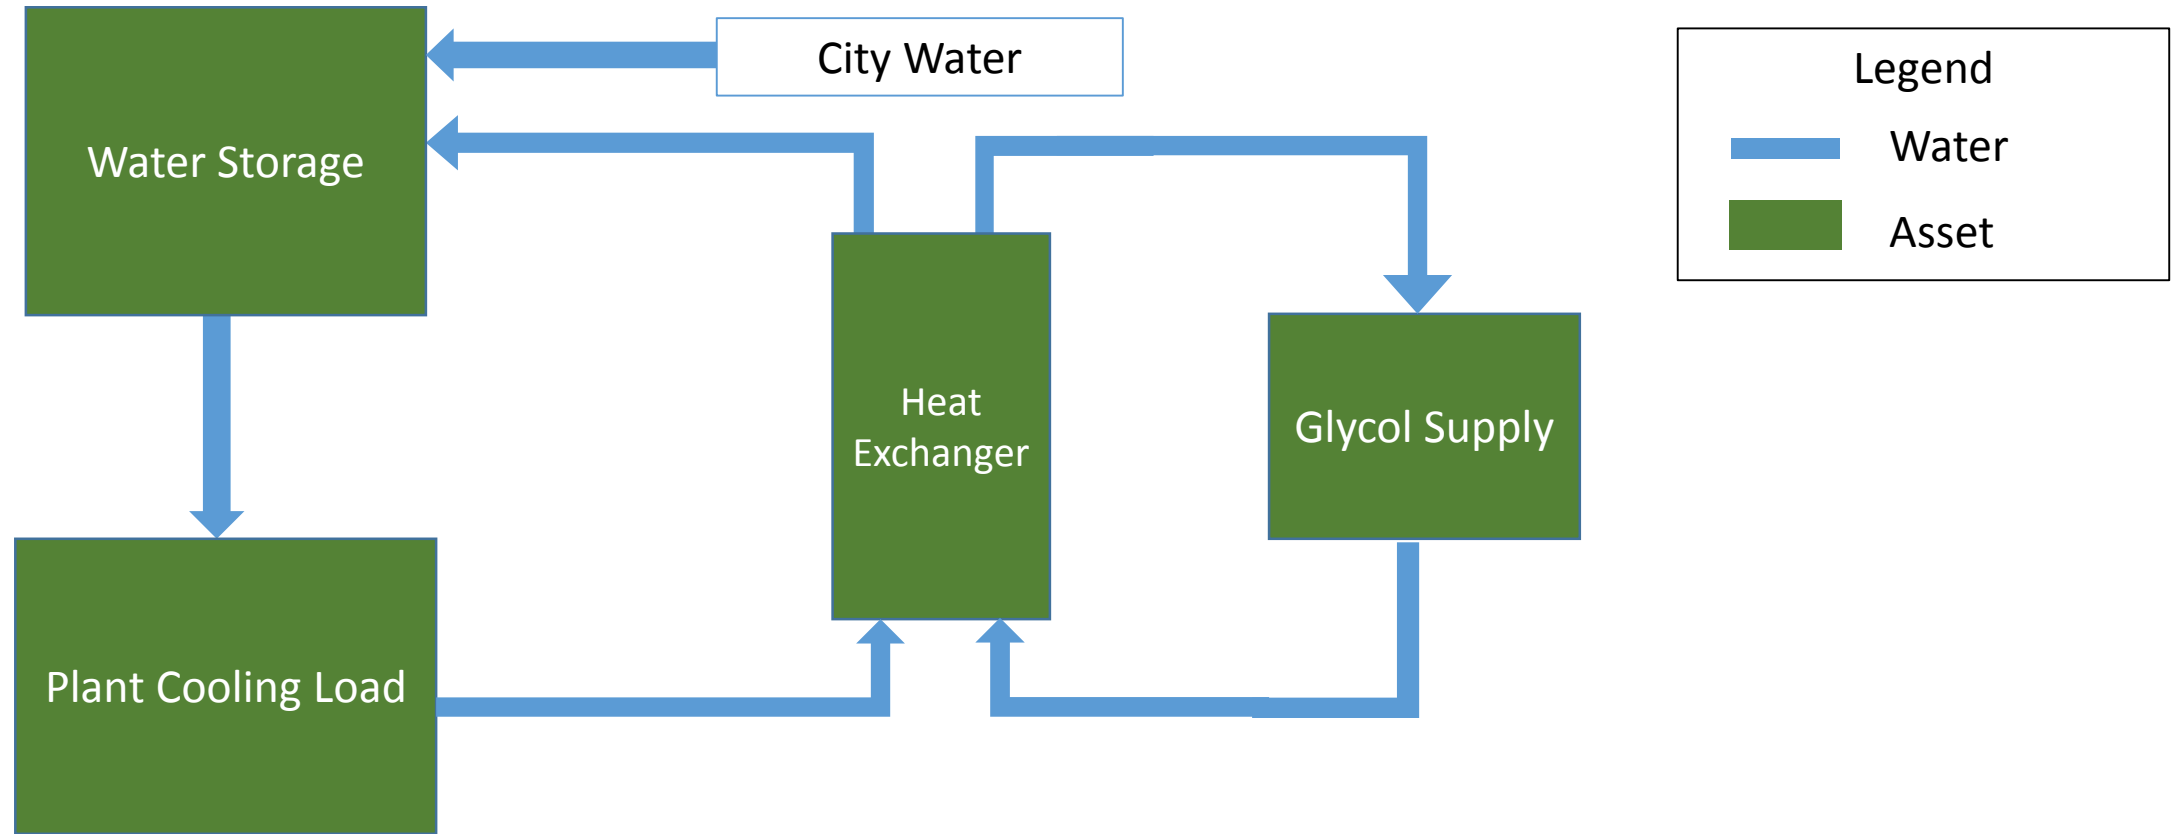 City Water
Legend
Water
Asset
Water Storage
Heat
Exchanger
Glycol Supply
Plant Cooling Load